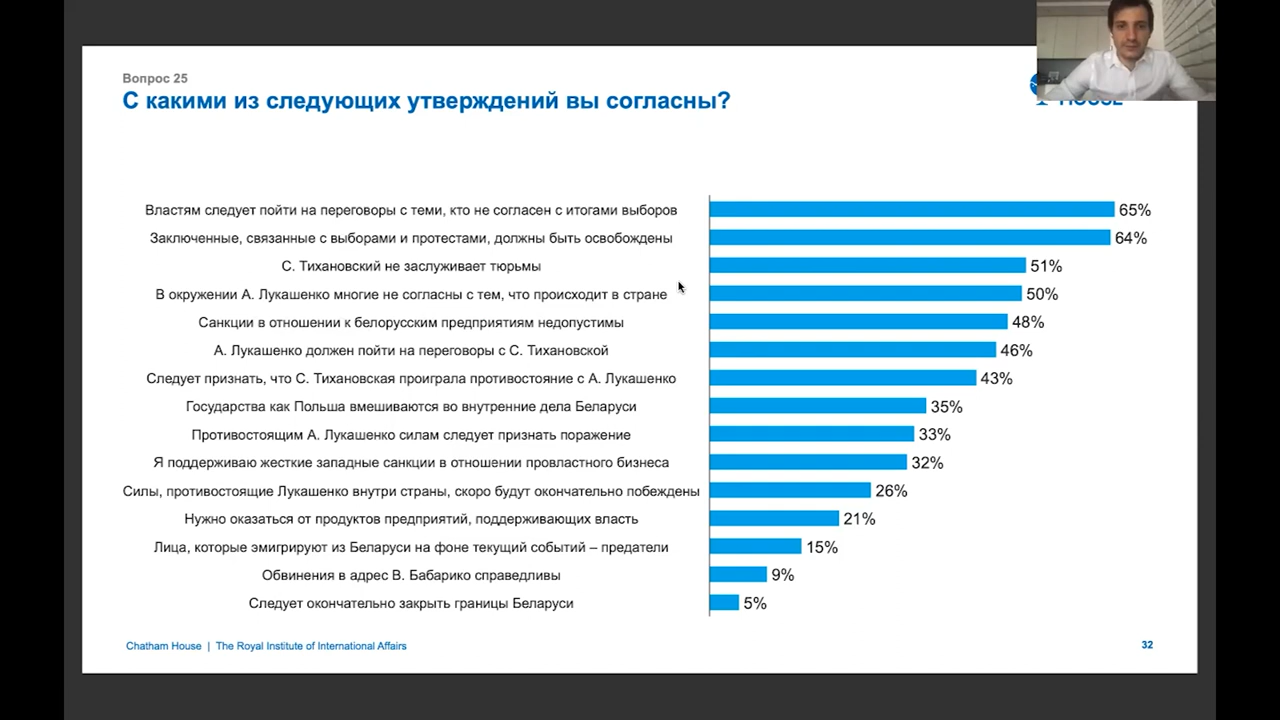 Вопрос 25
С какими из следующих утверждений вы согласны?
HOUSE
Властям следует пойти на переговоры с теми, кто не согласен с итогами выборов 65%
Заключенные, связанные с выборами и протестами, должны быть освобождены 64%
С. Тихановский не заслуживает тюрьмы 51%
В окружении А. Лукашенко многие не согласны с тем, что происходит в стране 50%
Санкции в отношении к белорусским предприятиям недопустимы 48%
А. Лукашенко должен пойти на переговоры с С. Тихановской 46%
Следует признать, что С. Тихановская проиграла противостояние с А. Лукашенко 43%
Государства как Польша вмешиваются во внутренние дела Беларуси 35%
Противостоящим А. Лукашенко силам следует признать поражение 33%
Я поддерживаю жесткие западные санкции в отношении провластного бизнеса 32%
Силы, противостоящие Лукашенко внутри страны, скоро будут окончательно побеждены 26%
Нужно оказаться от продуктов предприятий, поддерживающих власть 21%
Лица, которые эмигрируют из Беларуси на фоне текущий событий – предатели 15%
Обвинения в адрес В. Бабарико справедливы 9%
Следует окончательно закрыть границы Беларуси 5%
Chatham House | The Royal Institute of International Affairs 32